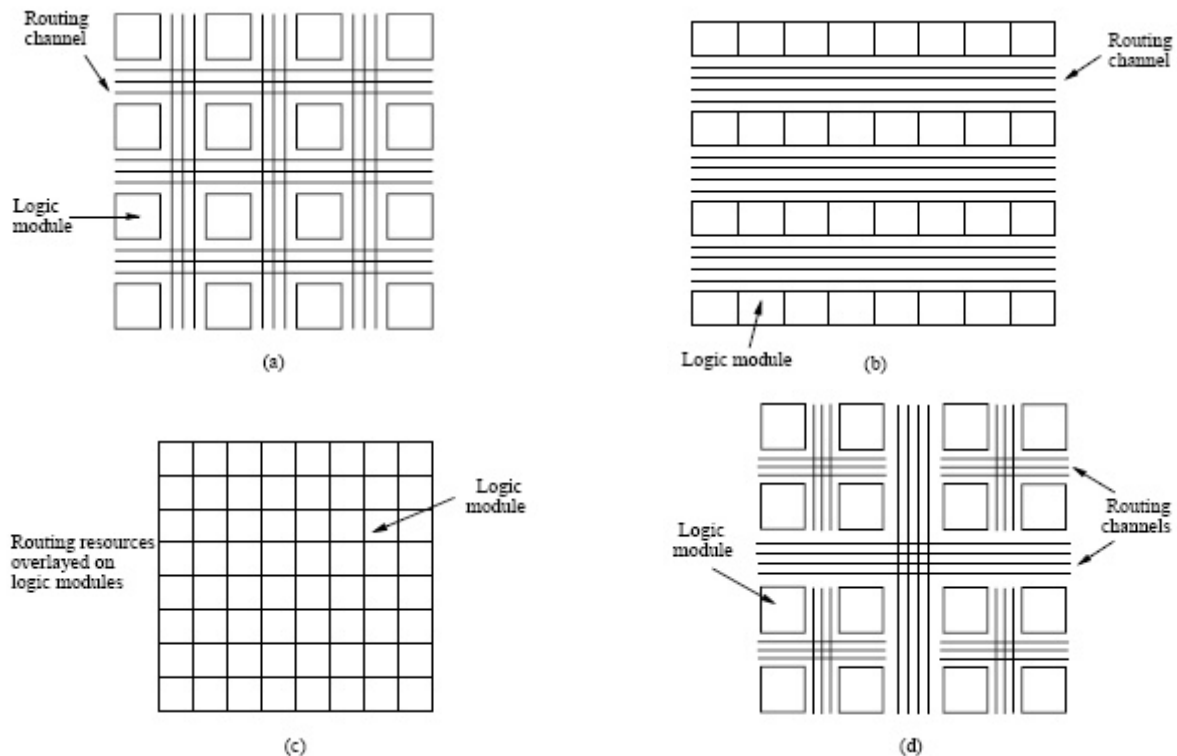 Routing
channel
Logic
module
(a)
Routing
channel
Logic module
(b)
Routing resources
overlayed on
logic modules
Logic
module
(c)
Logic
module
Routing
channels
(d)